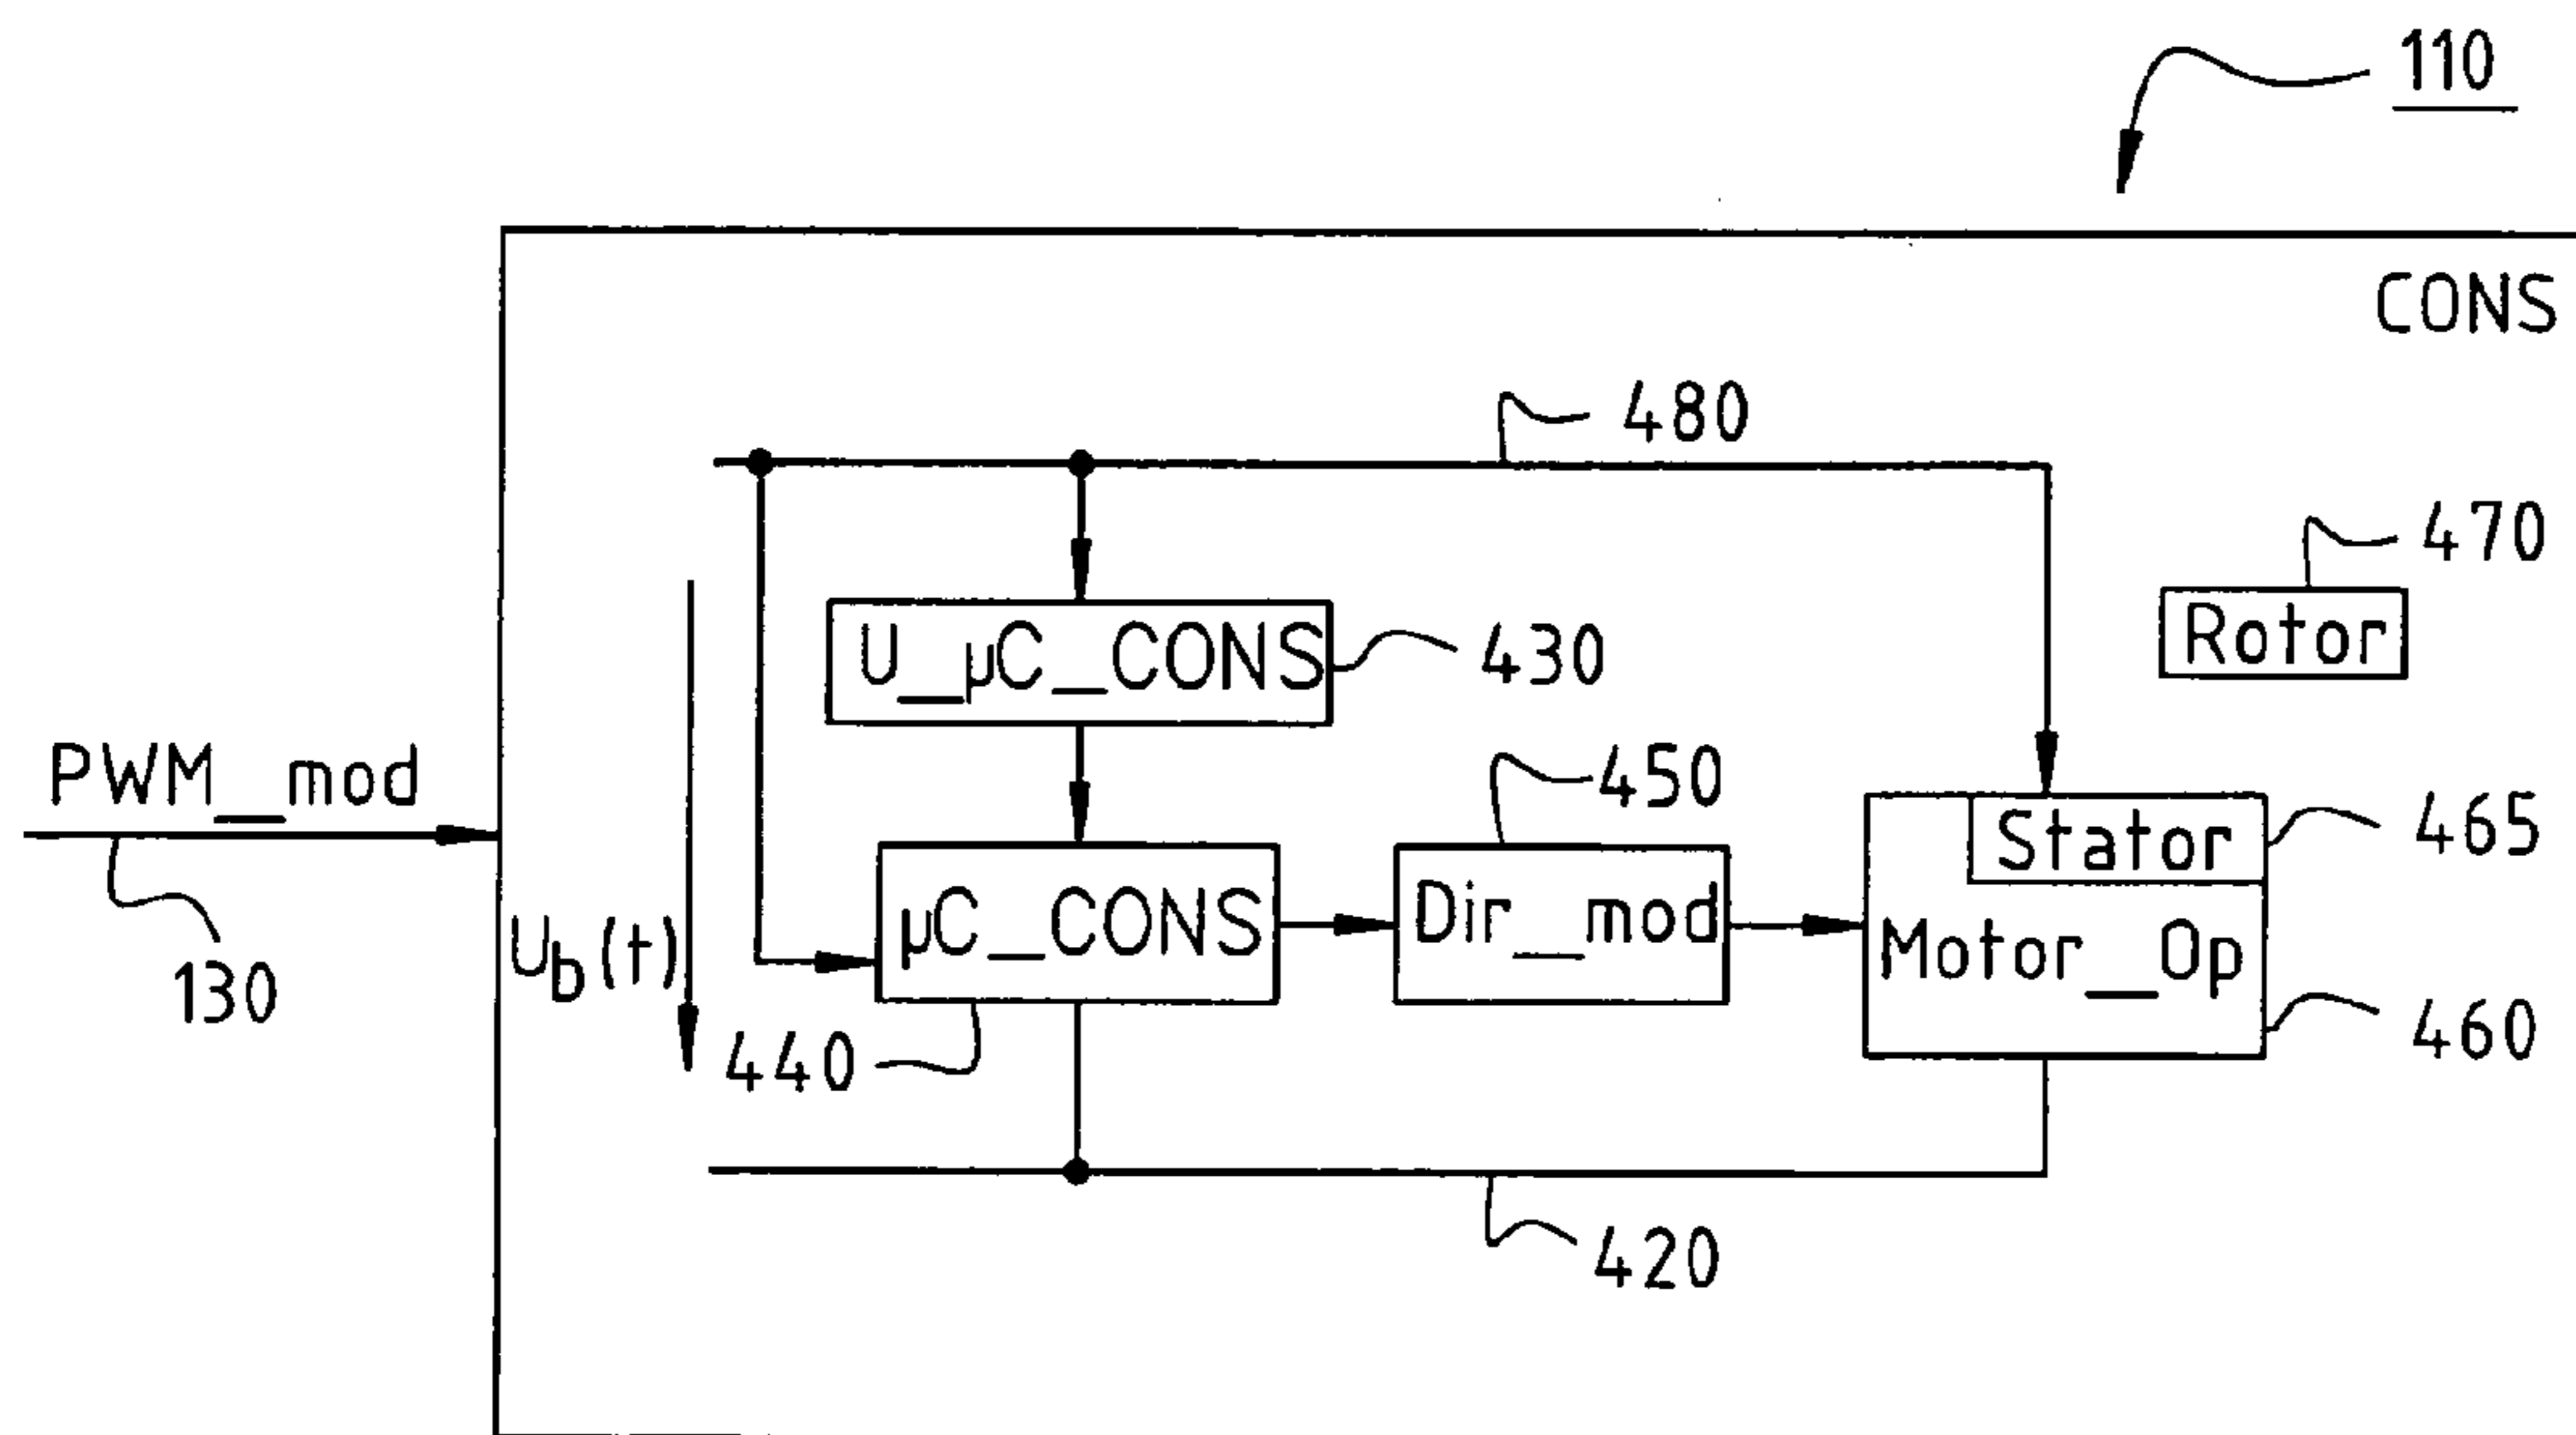 110
CONS
480
470
Rotor
U_µC_CONS
430
PWM_mod
450
Stator
465
130
Ub(t)
µC_CONS
Dir_mod
Motor_Op
440
460
420